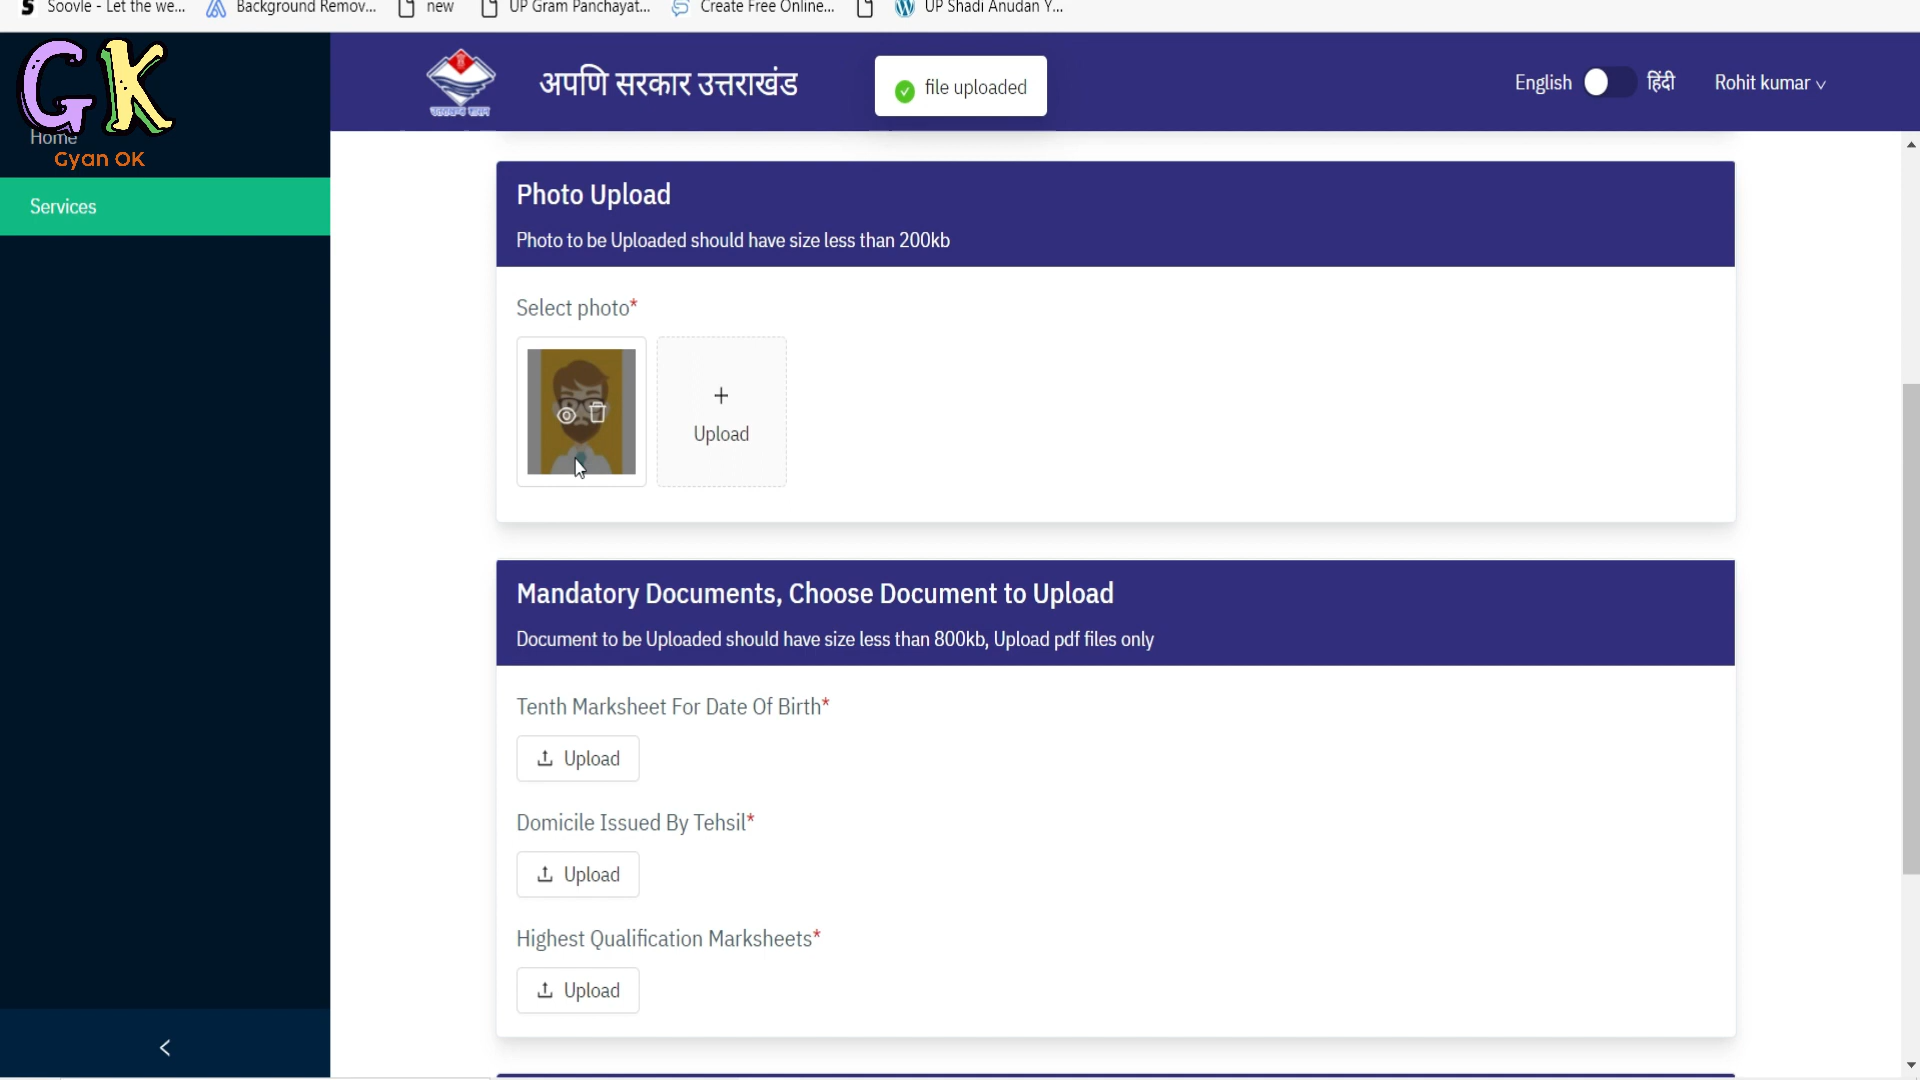 Soovle - Let the we...
Background Remov...
new
UP Gram Panchayat...
Create Free Online...
UP Shadi Anudan Y...
GK
Gyan OK
Home
Services
अपणि सरकार उत्तराखंड
file uploaded
English
हिंदी
Rohit kumar
Photo Upload
Photo to be Uploaded should have size less than 200kb
Select photo*
Upload
Mandatory Documents, Choose Document to Upload
Document to be Uploaded should have size less than 800kb, Upload pdf files only
Tenth Marksheet For Date Of Birth*
Upload
Domicile Issued By Tehsil*
Upload
Highest Qualification Marksheets*
Upload